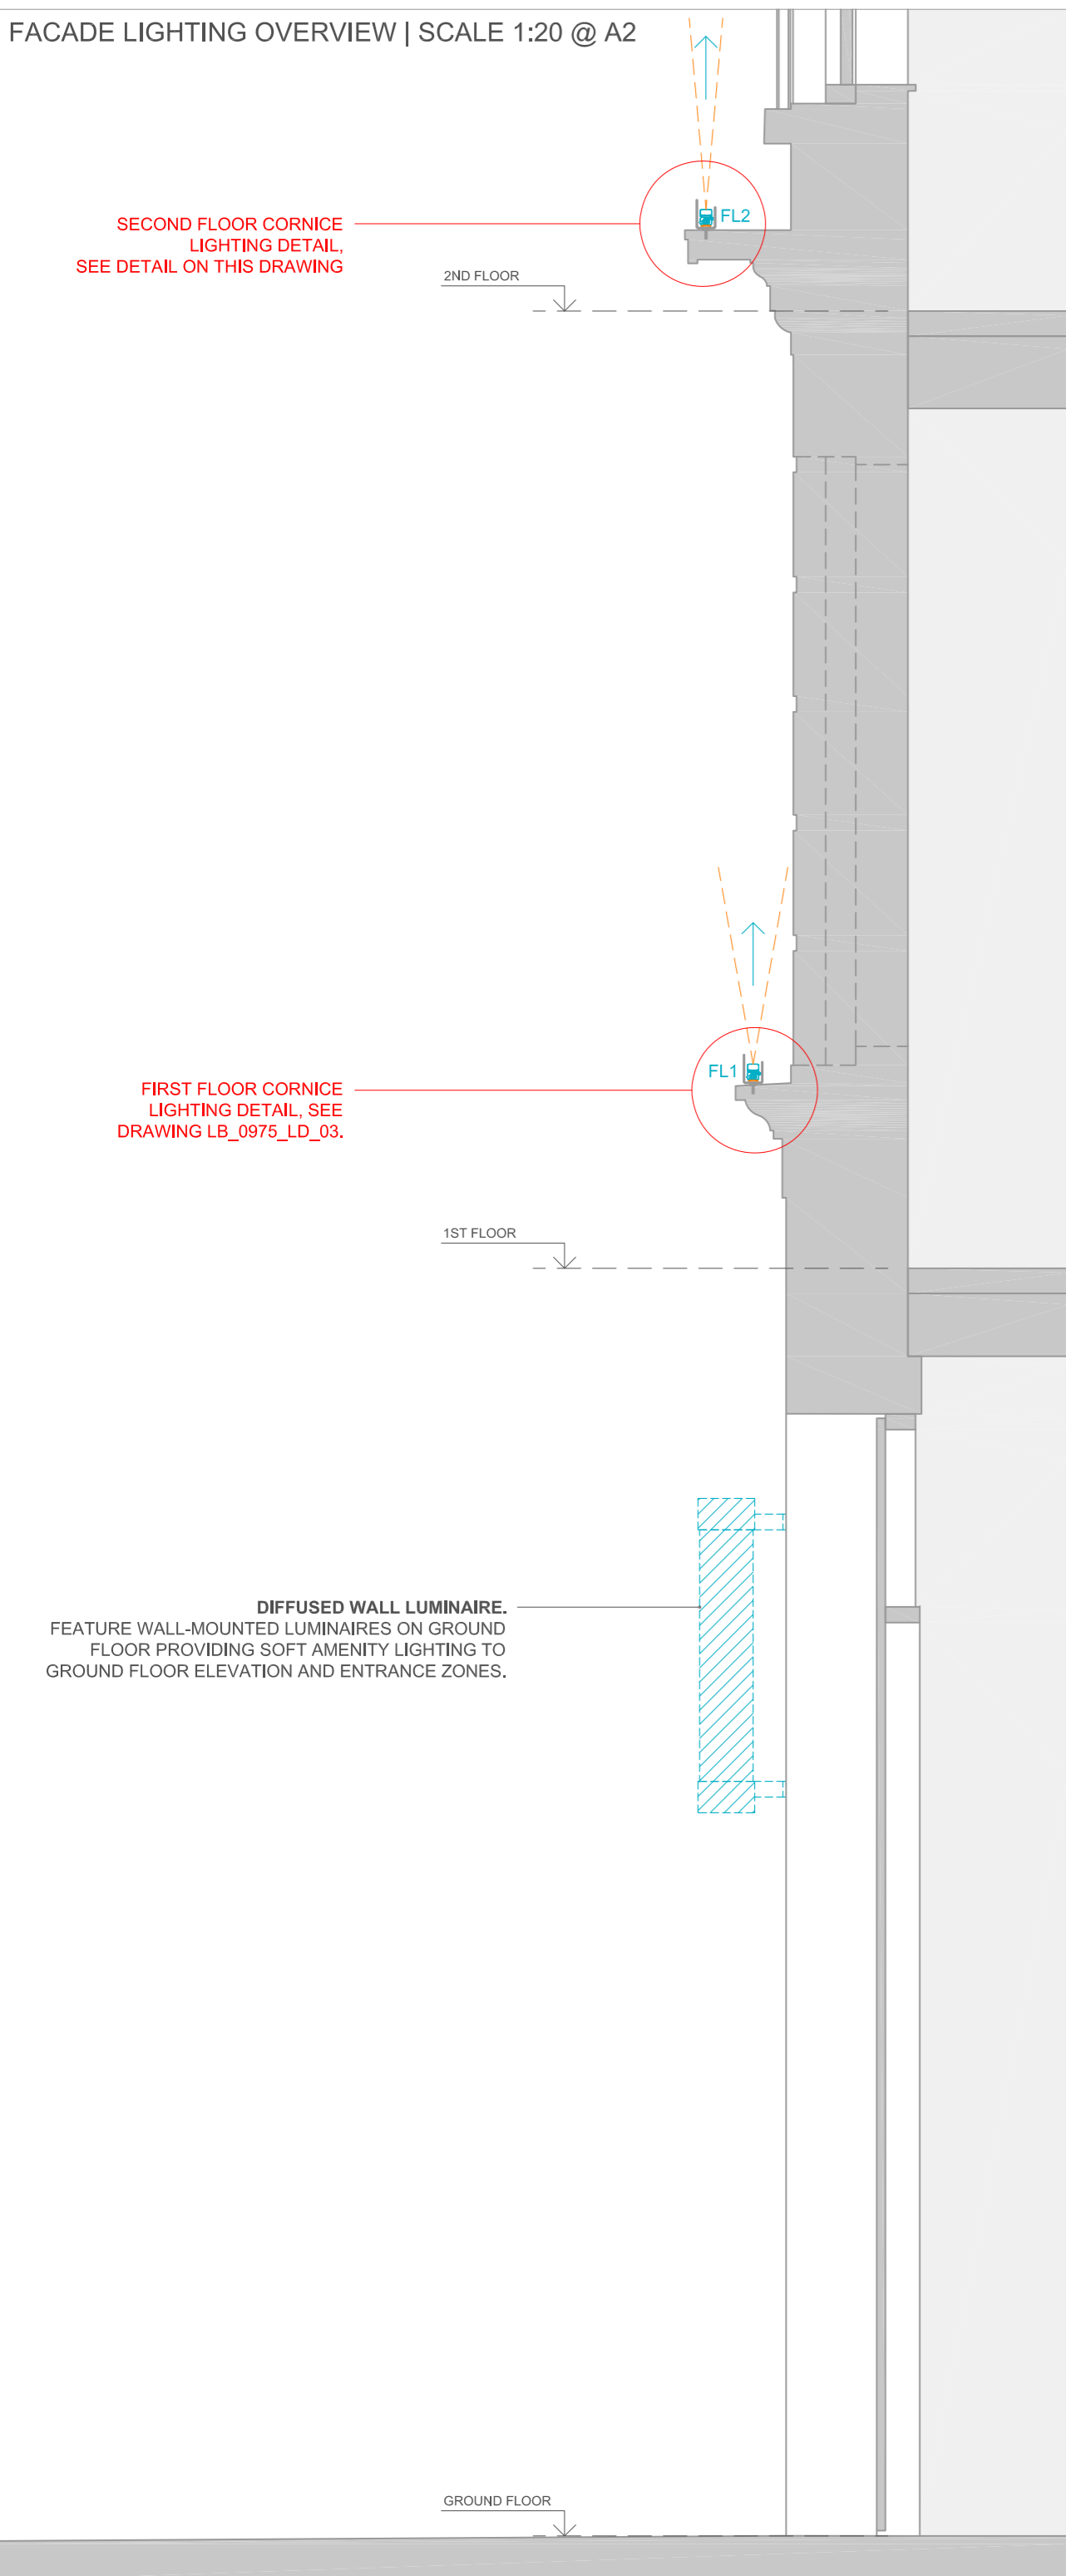 FACADE LIGHTING OVERVIEW | SCALE 1:20 @ A2
FL2
SECOND FLOOR CORNICE
LIGHTING DETAIL,
SEE DETAIL ON THIS DRAWING
2ND FLOOR
FL1
FIRST FLOOR CORNICE
LIGHTING DETAIL, SEE
DRAWING LB_0975_LD_03.
1ST FLOOR
DIFFUSED WALL LUMINAIRE.
FEATURE WALL-MOUNTED LUMINAIRES ON GROUND
FLOOR PROVIDING SOFT AMENITY LIGHTING TO
GROUND FLOOR ELEVATION AND ENTRANCE ZONES.
GROUND FLOOR